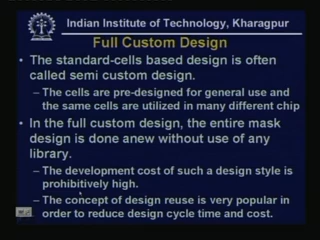 Indian Institute of Technology, Kharagpur
Full Custom Design
• The standard-cells based design is often
called semi custom design.
– The cells are pre-designed for general use and
the same cells are utilized in many different chip
• In the full custom design, the entire mask
design is done anew without use of any
library.
– The development cost of such a design style is
prohibitively high.
– The concept of design reuse is very popular in
order to reduce design cycle time and cost.